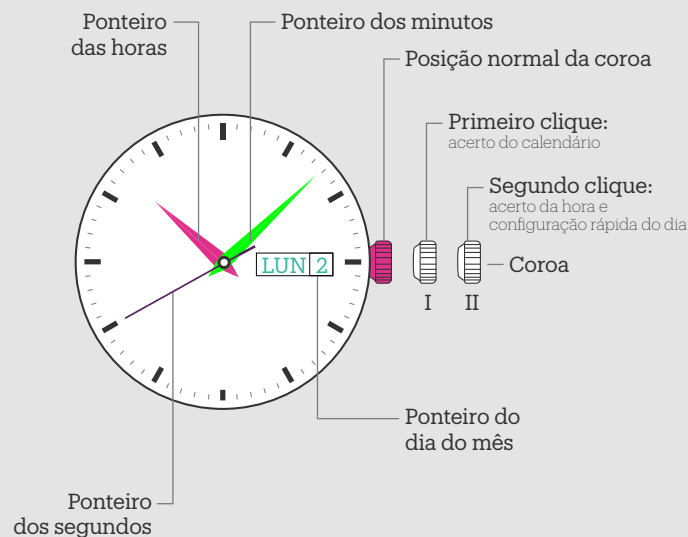 Ponteiro
das horas
Ponteiro dos minutos
Posição normal da coroa
Primeiro clique:
acerto do calendário
Segundo clique:
acerto da hora e
configuração rápida do dia
LUN 2
Coroa
I II
Ponteiro do
dia do mês
Ponteiro
dos segundos